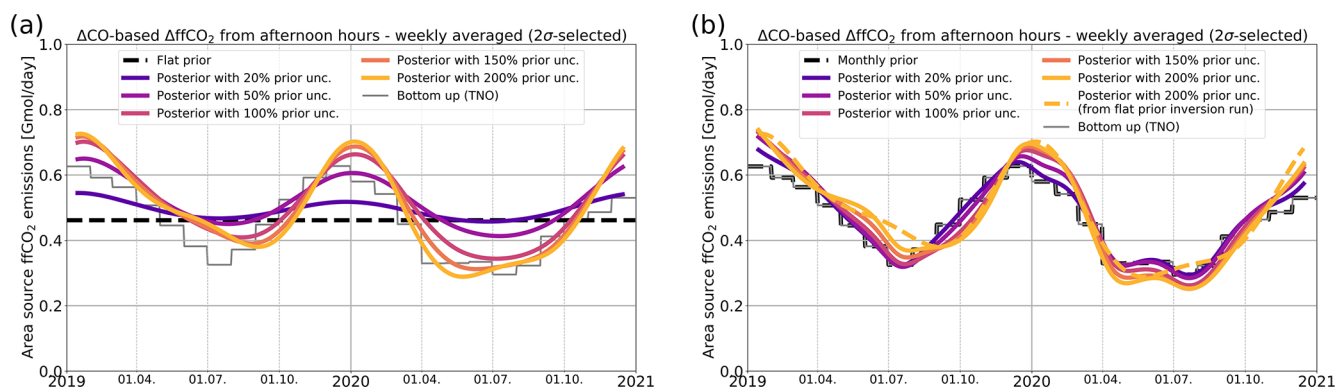 (a)
ΔCO-based ΔffCO₂ from afternoon hours - weekly averaged (2σ-selected)
Flat prior
Posterior with 20% prior unc.
Posterior with 50% prior unc.
Posterior with 100% prior unc.
Posterior with 150% prior unc.
Posterior with 200% prior unc.
Bottom up (TNO)
Area source ffCO₂ emissions [Gmol/day]
1.0
0.8
0.6
0.4
0.2
0.0
2019
01.04.
01.07.
01.10.
2020
01.04.
01.07.
01.10.
2021
(b)
ΔCO-based ΔffCO₂ from afternoon hours - weekly averaged (2σ-selected)
Monthly prior
Posterior with 20% prior unc.
Posterior with 50% prior unc.
Posterior with 100% prior unc.
Posterior with 150% prior unc.
Posterior with 200% prior unc.
Posterior with 200% prior unc.
(from flat prior inversion run)
Bottom up (TNO)
Area source ffCO₂ emissions [Gmol/day]
1.0
0.8
0.6
0.4
0.2
0.0
2019
01.04.
01.07.
01.10.
2020
01.04.
01.07.
01.10.
2021